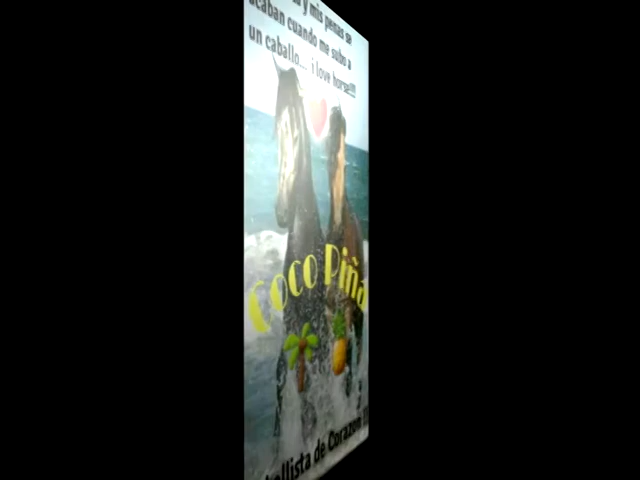 y mis penas se
acaban cuando me subo a
un caballo... i love horse!!!
Coco Piña
de Corazon !!